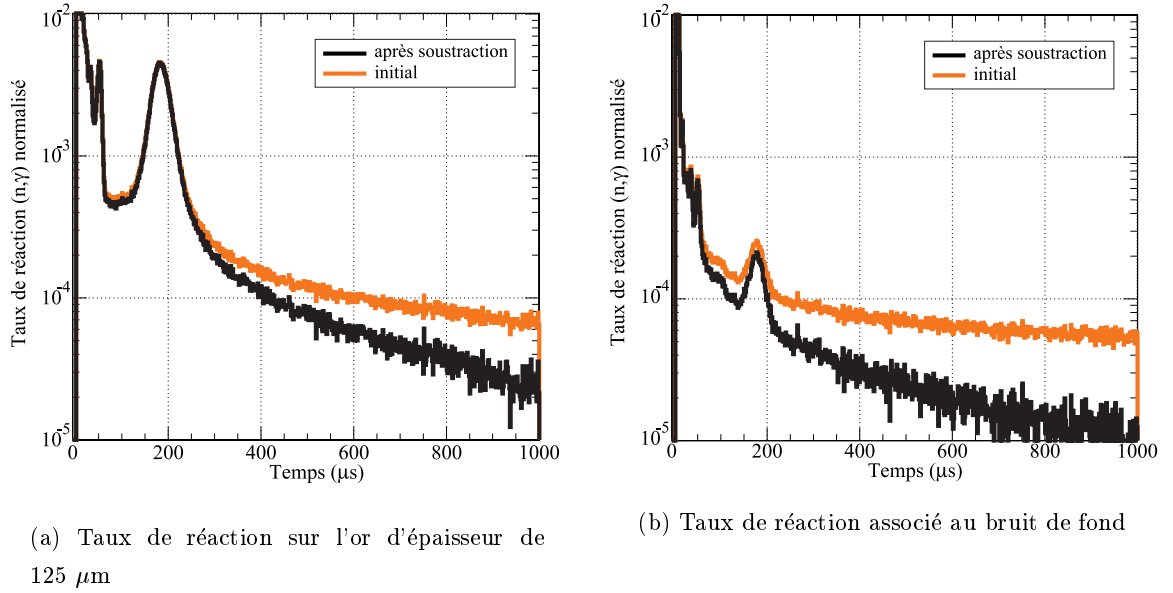 10-2
10-3
10-4
10-5
Taux de réaction (n,γ) normalisé
après soustraction
initial
0 200 400 600 800 1000
Temps (μs)
(a) Taux de réaction sur l'or d'épaisseur de
125 μm
10-2
10-3
10-4
10-5
Taux de réaction (n,γ) normalisé
après soustraction
initial
0 200 400 600 800 1000
Temps (μs)
(b) Taux de réaction associé au bruit de fond